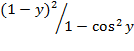 (1 − y)²/1 − cos² y